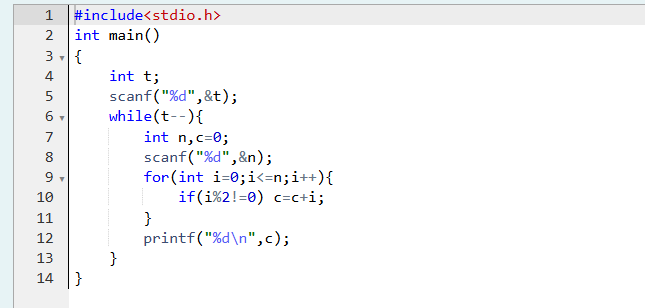 1 #include<stdio.h>
2 int main()
3 {
4     int t;
5     scanf("%d",&t);
6     while(t--){
7         int n,c=0;
8         scanf("%d",&n);
9         for(int i=0;i<=n;i++){
10             if(i%2!=0) c=c+i;
11         }
12         printf("%d\n",c);
13     }
14 }